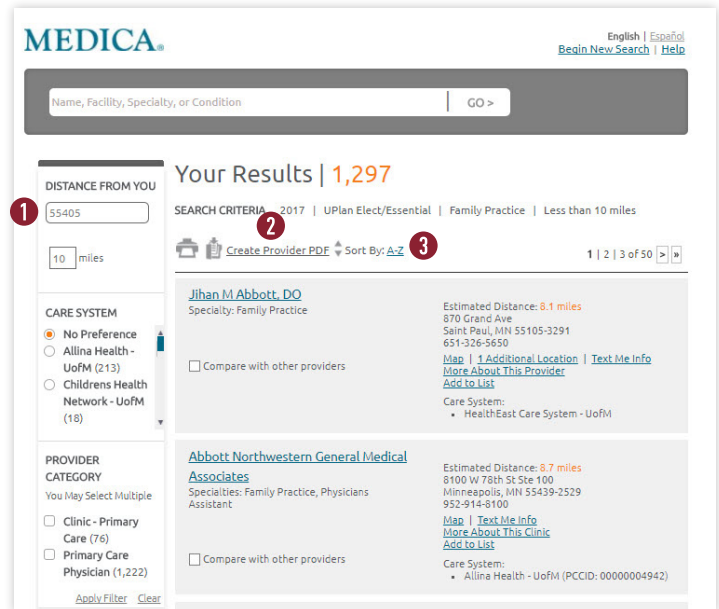 MEDICA®
English | Español
Begin New Search | Help
Name, Facility, Specialty, or Condition
GO >
DISTANCE FROM YOU
1
55405
10 miles
CARE SYSTEM
No Preference
Allina Health -
UofM (213)
Childrens Health
Network - UofM
(18)
PROVIDER
CATEGORY
You May Select Multiple
Clinic - Primary
Care (76)
Primary Care
Physician (1,222)
Apply Filter Clear
Your Results | 1,297
SEARCH CRITERIA 2017 | UPlan Elect/Essential | Family Practice | Less than 10 miles
2
Create Provider PDF Sort By: A-Z 3
1 | 2 | 3 of 50 > »
Jihan M Abbott, DO
Specialty: Family Practice
Compare with other providers
Estimated Distance: 8.1 miles
870 Grand Ave
Saint Paul, MN 55105-3291
651-326-5650
Map | 1 Additional Location | Text Me Info
More About This Provider
Add to List
Care System:
• HealthEast Care System - UofM
Abbott Northwestern General Medical
Associates
Specialties: Family Practice, Physicians
Assistant
Compare with other providers
Estimated Distance: 8.7 miles
8100 W 78th St Ste 100
Minneapolis, MN 55439-2529
952-914-8100
Map | Text Me Info
More About This Clinic
Add to List
Care System:
• Allina Health - UofM (PCCID: 00000004942)